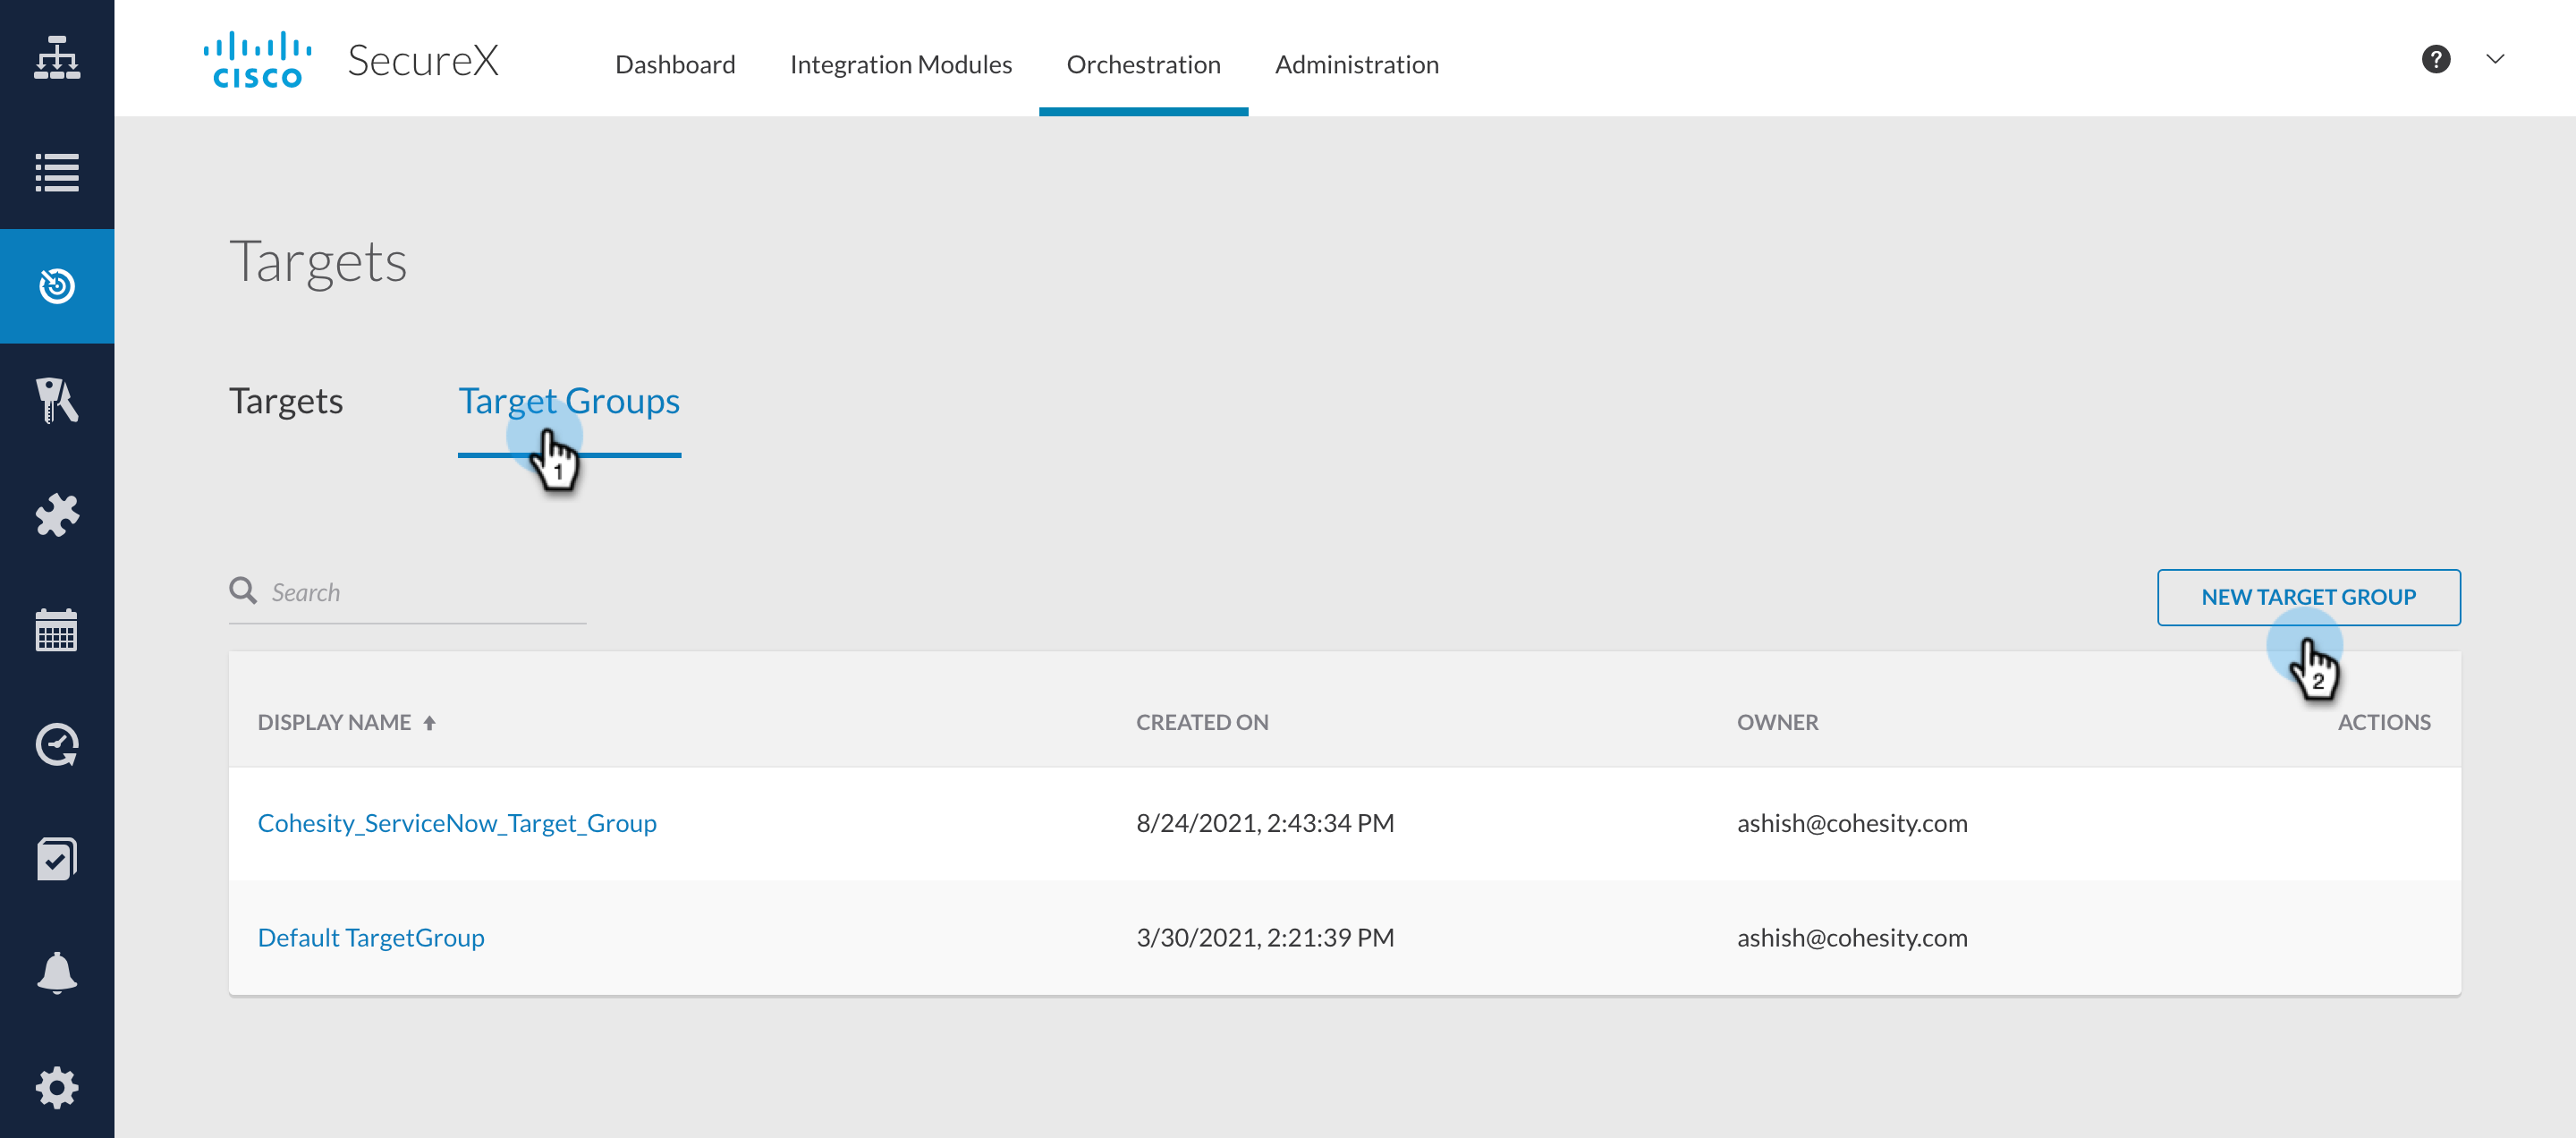 CISCO SecureX Dashboard Integration Modules Orchestration Administration ?
Targets
Targets Target Groups
1
Search NEW TARGET GROUP
2
DISPLAY NAME CREATED ON OWNER ACTIONS
Cohesity_ServiceNow_Target_Group 8/24/2021, 2:43:34 PM ashish@cohesity.com
Default TargetGroup 3/30/2021, 2:21:39 PM ashish@cohesity.com